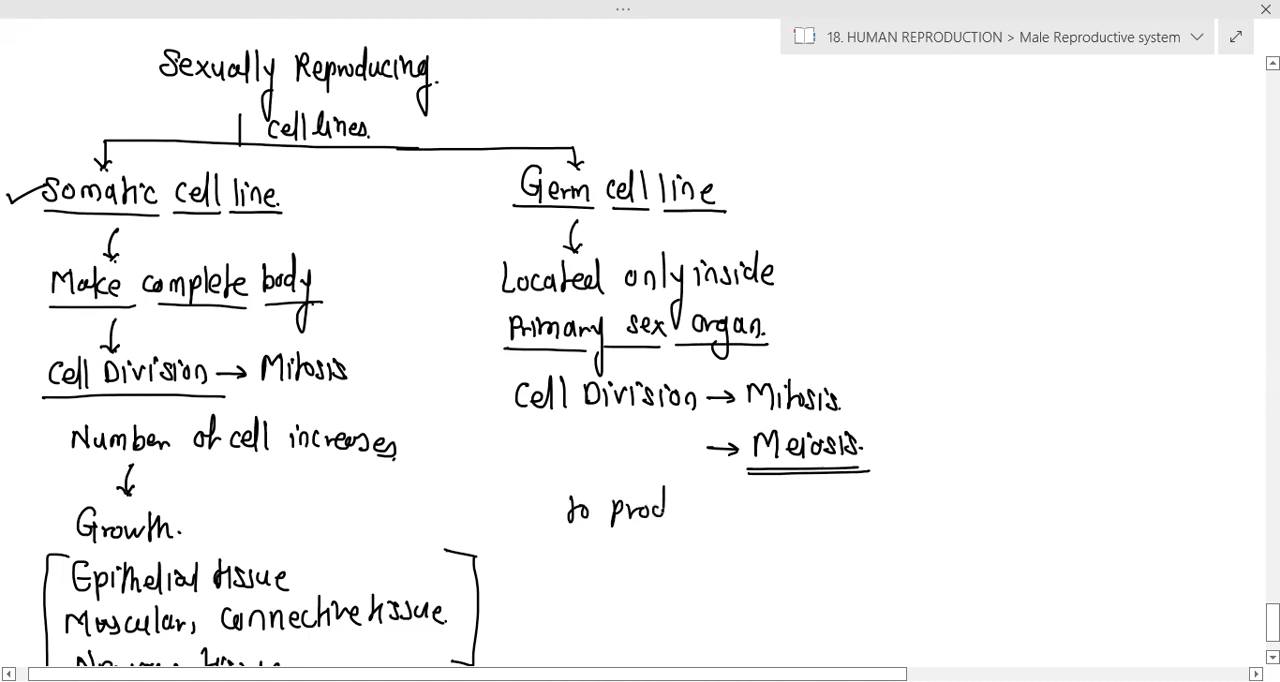 18. HUMAN REPRODUCTION > Male Reproductive system
Sexually Reproducing.
cell lines.
Somatic cell line.
Make complete body
Cell Division → Mitosis
Number of cell increases.
Growth.
Epithelial tissue
Muscular, Connective tissue.
Germ cell line
Located only inside
Primary sex organ.
Cell Division → Mitosis.
→ Meiosis.
to prod